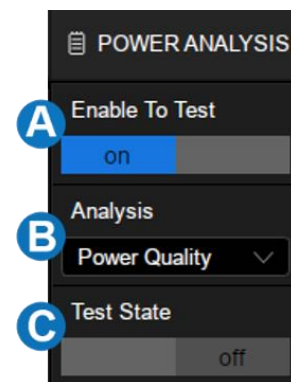 POWER ANALYSIS
A
Enable To Test
on
B
Analysis
Power Quality
C
Test State
off